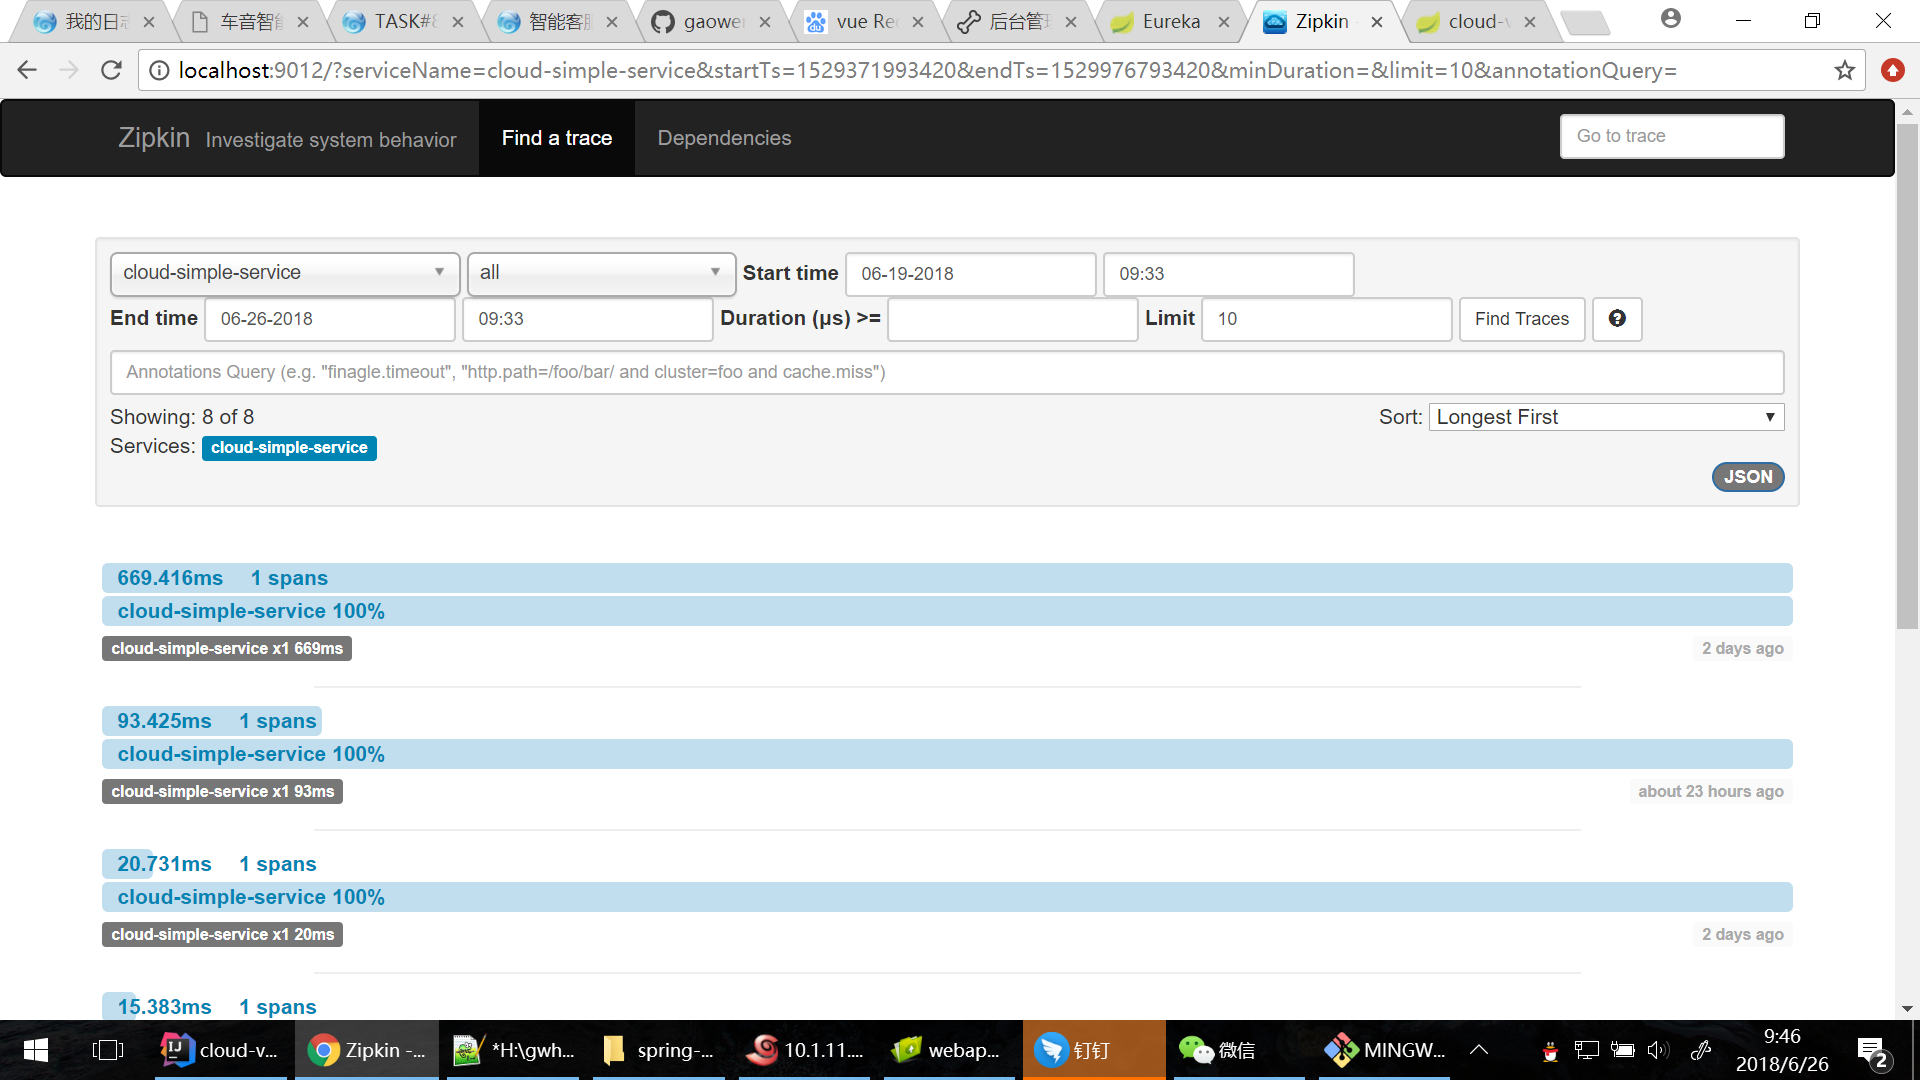 我的日志
车音智能
TASK#8
智能客服
gaower
vue Re
后台管理
Eureka
Zipkin
cloud-v
localhost:9012/?serviceName=cloud-simple-service&startTs=1529371993420&endTs=1529976793420&minDuration=&limit=10&annotationQuery=
Zipkin Investigate system behavior Find a trace Dependencies Go to trace
cloud-simple-service all Start time 06-19-2018 09:33
End time 06-26-2018 09:33 Duration (μs) >= Limit 10 Find Traces
Annotations Query (e.g. "finagle.timeout", "http.path=/foo/bar/ and cluster=foo and cache.miss")
Showing: 8 of 8 Sort: Longest First
Services: cloud-simple-service
JSON
669.416ms 1 spans
cloud-simple-service 100%
cloud-simple-service x1 669ms 2 days ago
93.425ms 1 spans
cloud-simple-service 100%
cloud-simple-service x1 93ms about 23 hours ago
20.731ms 1 spans
cloud-simple-service 100%
cloud-simple-service x1 20ms 2 days ago
15.383ms 1 spans
cloud-v... Zipkin -... *H:\gwh... spring-... 10.1.11.... webap... 钉钉 微信 MINGW... 9:46
2018/6/26 2